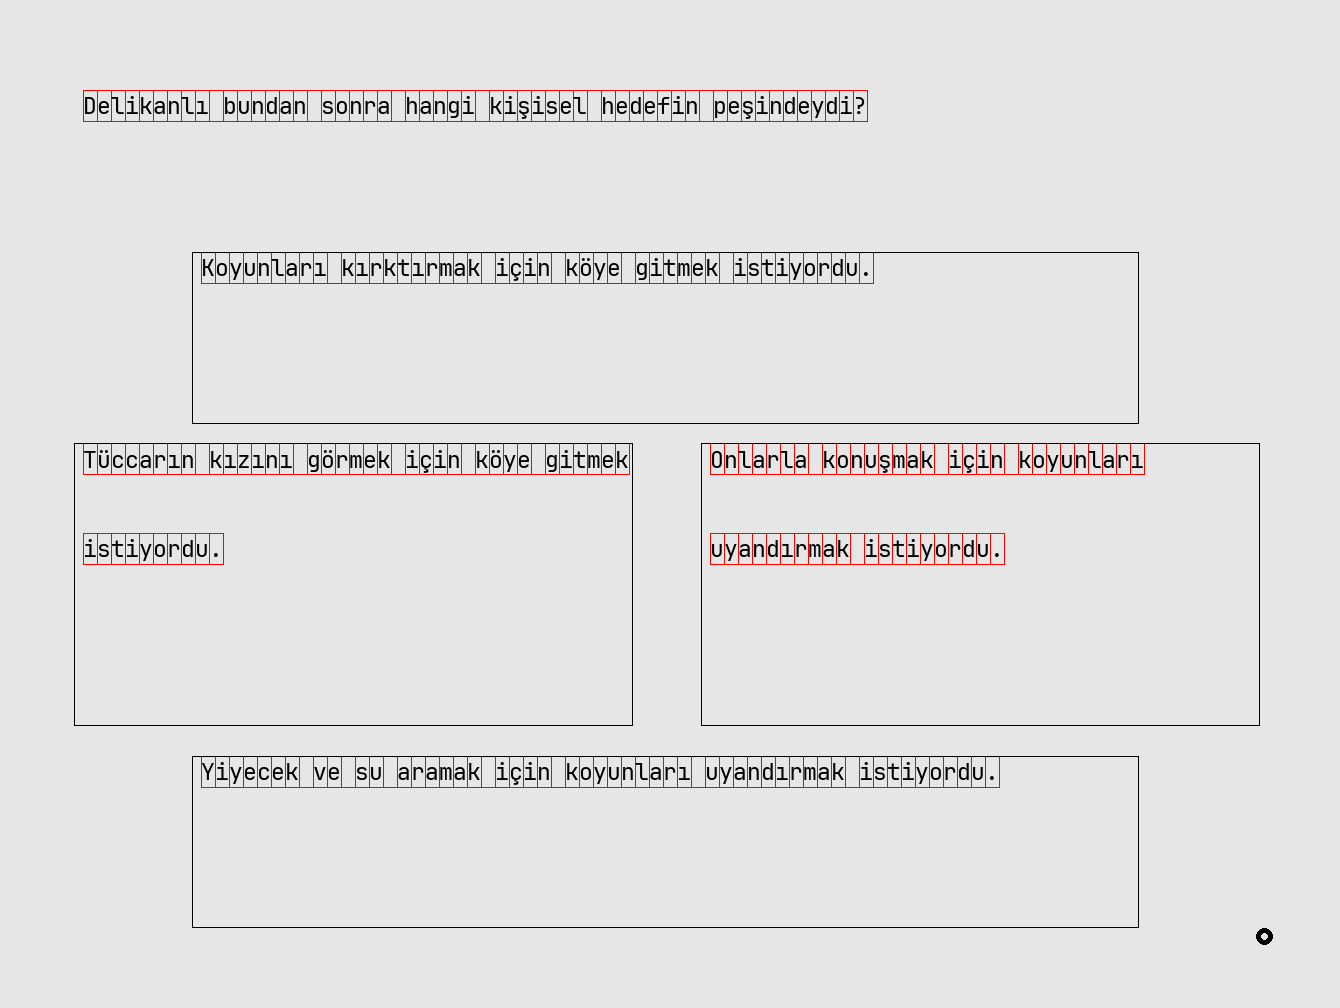 Delikanlı bundan sonra hangi kişisel hedefin peşindeydi?
Koyunları kırktırmak için köye gitmek istiyordu.
Tüccarın kızını görmek için köye gitmek
istiyordu.
Onlarla konuşmak için koyunları
uyandırmak istiyordu.
Yiyecek ve su aramak için koyunları uyandırmak istiyordu.